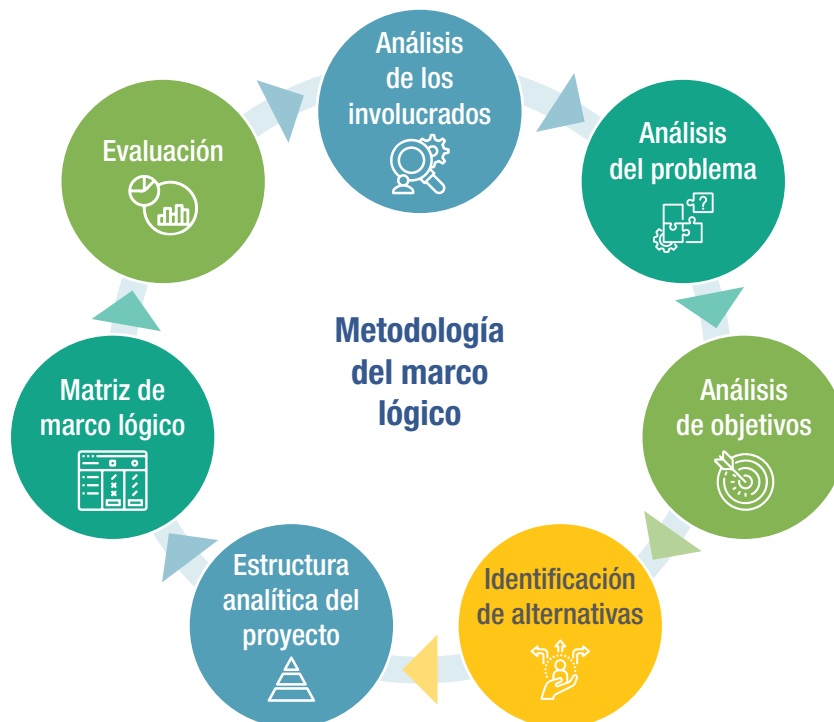 Análisis
de los
involucrados
Análisis
del problema
?
Análisis
de objetivos
Identificación
de alternativas
Estructura
analítica del
proyecto
Matriz de
marco lógico
Evaluación
Metodología
del marco
lógico